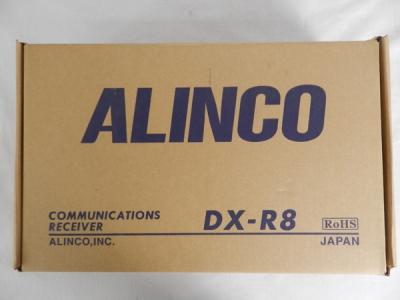 ALINCO
COMMUNICATIONS
RECEIVER DX-R8 RoHS
ALINCO,INC. JAPAN